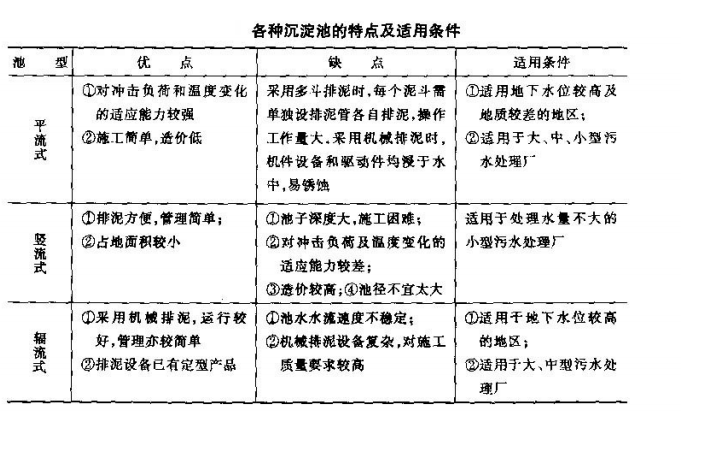 各种沉淀池的特点及适用条件
池 型 优 点 缺 点 适用条件
平流式
①对冲击负荷和温度变化
的适应能力较强
②施工简单,造价低
采用多斗排泥时,每个泥斗需
单独设排泥管各自排泥,操作
工作量大。采用机械排泥时,
机件设备和驱动件均浸于水
中,易锈蚀
①适用地下水位较高及
地质较差的地区;
②适用于大、中、小型污
水处理厂
竖流式
①排泥方便,管理简单;
②占地面积较小
①池子深度大,施工困难;
②对冲击负荷及温度变化的
适应能力较差;
③造价较高;④池径不宜太大
适用于处理水量不大的
小型污水处理厂
辐流式
①采用机械排泥,运行较
好,管理亦较简单
②排泥设备已有定型产品
①池水水流速度不稳定;
②机械排泥设备复杂,对施工
质量要求较高
①适用于地下水位较高
的地区;
②适用于大、中型污水处
理厂